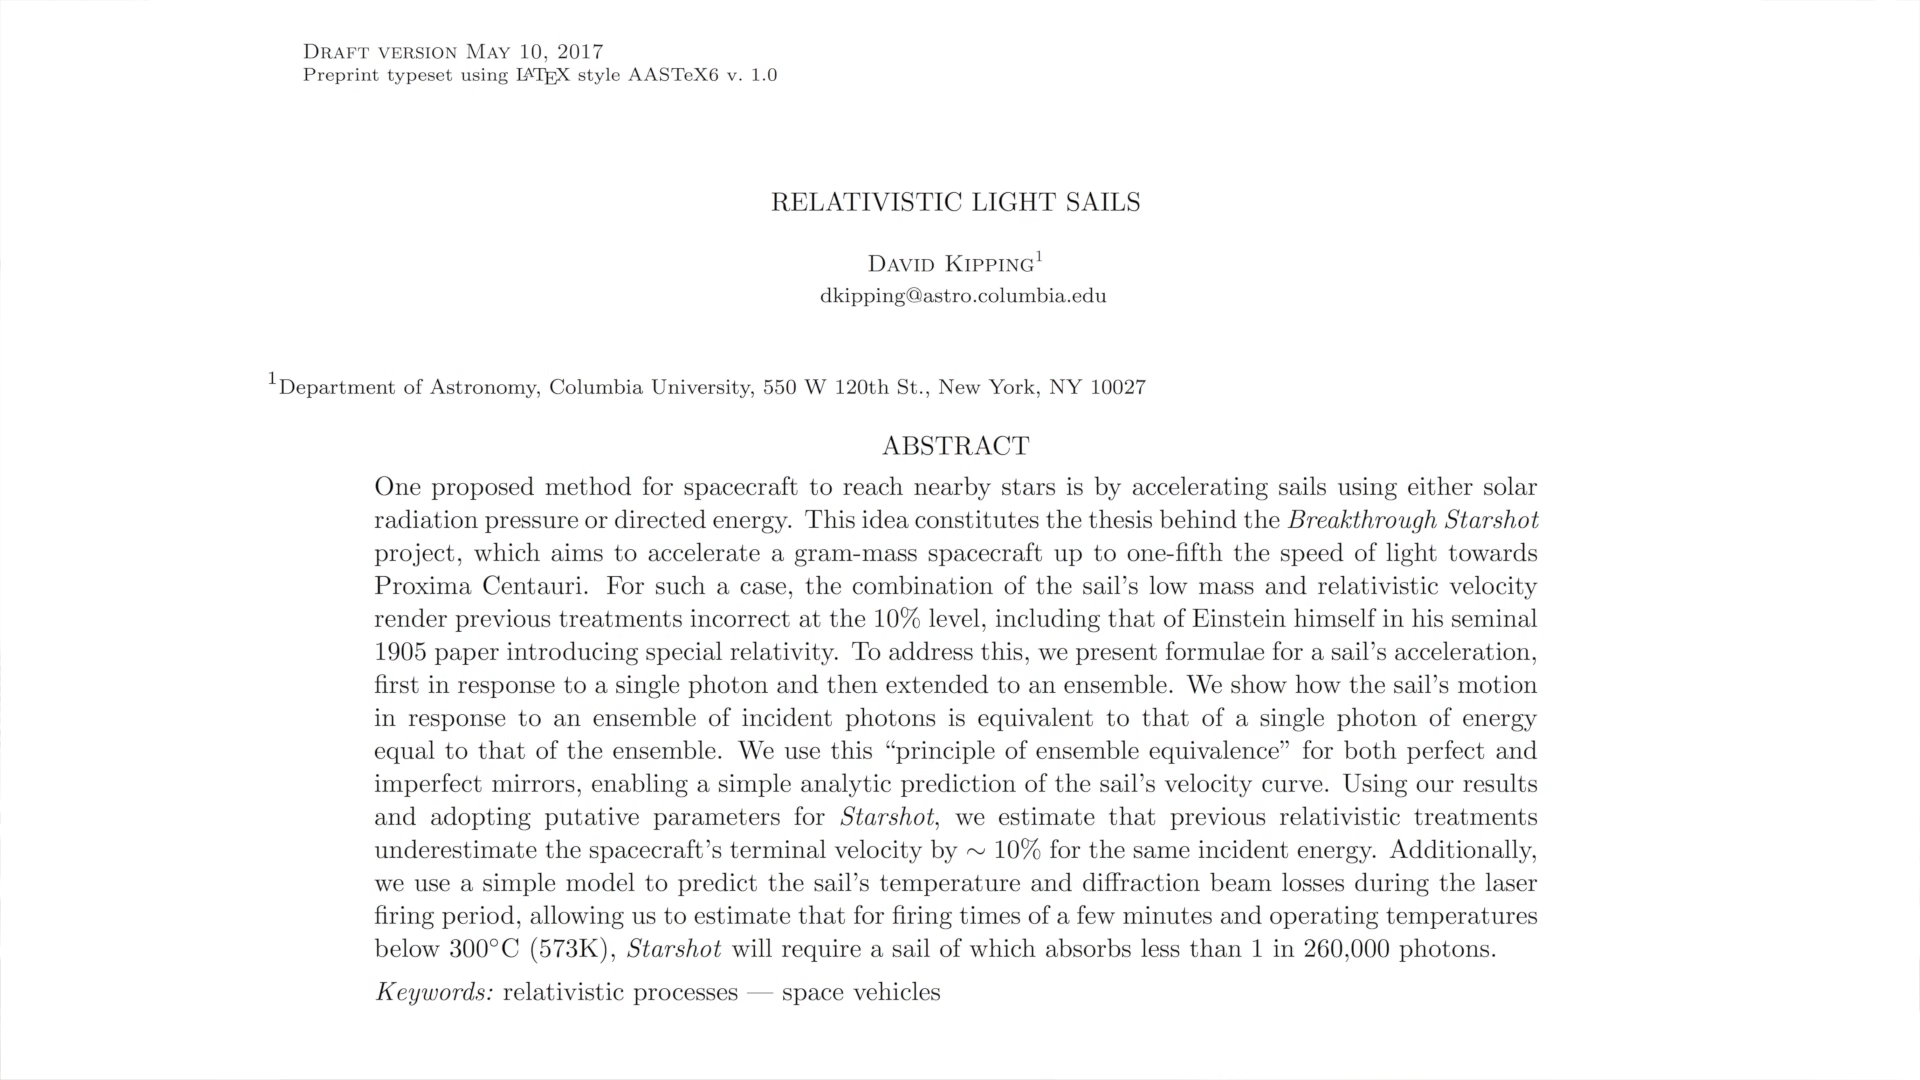 Draft version May 10, 2017
Preprint typeset using LATEX style AASTeX6 v. 1.0
RELATIVISTIC LIGHT SAILS
David Kipping1
dkipping@astro.columbia.edu
1Department of Astronomy, Columbia University, 550 W 120th St., New York, NY 10027
ABSTRACT
One proposed method for spacecraft to reach nearby stars is by accelerating sails using either solar
radiation pressure or directed energy. This idea constitutes the thesis behind the Breakthrough Starshot
project, which aims to accelerate a gram-mass spacecraft up to one-fifth the speed of light towards
Proxima Centauri. For such a case, the combination of the sail's low mass and relativistic velocity
render previous treatments incorrect at the 10% level, including that of Einstein himself in his seminal
1905 paper introducing special relativity. To address this, we present formulae for a sail's acceleration,
first in response to a single photon and then extended to an ensemble. We show how the sail's motion
in response to an ensemble of incident photons is equivalent to that of a single photon of energy
equal to that of the ensemble. We use this “principle of ensemble equivalence” for both perfect and
imperfect mirrors, enabling a simple analytic prediction of the sail's velocity curve. Using our results
and adopting putative parameters for Starshot, we estimate that previous relativistic treatments
underestimate the spacecraft's terminal velocity by ∼ 10% for the same incident energy. Additionally,
we use a simple model to predict the sail's temperature and diffraction beam losses during the laser
firing period, allowing us to estimate that for firing times of a few minutes and operating temperatures
below 300°C (573K), Starshot will require a sail of which absorbs less than 1 in 260,000 photons.
Keywords: relativistic processes — space vehicles